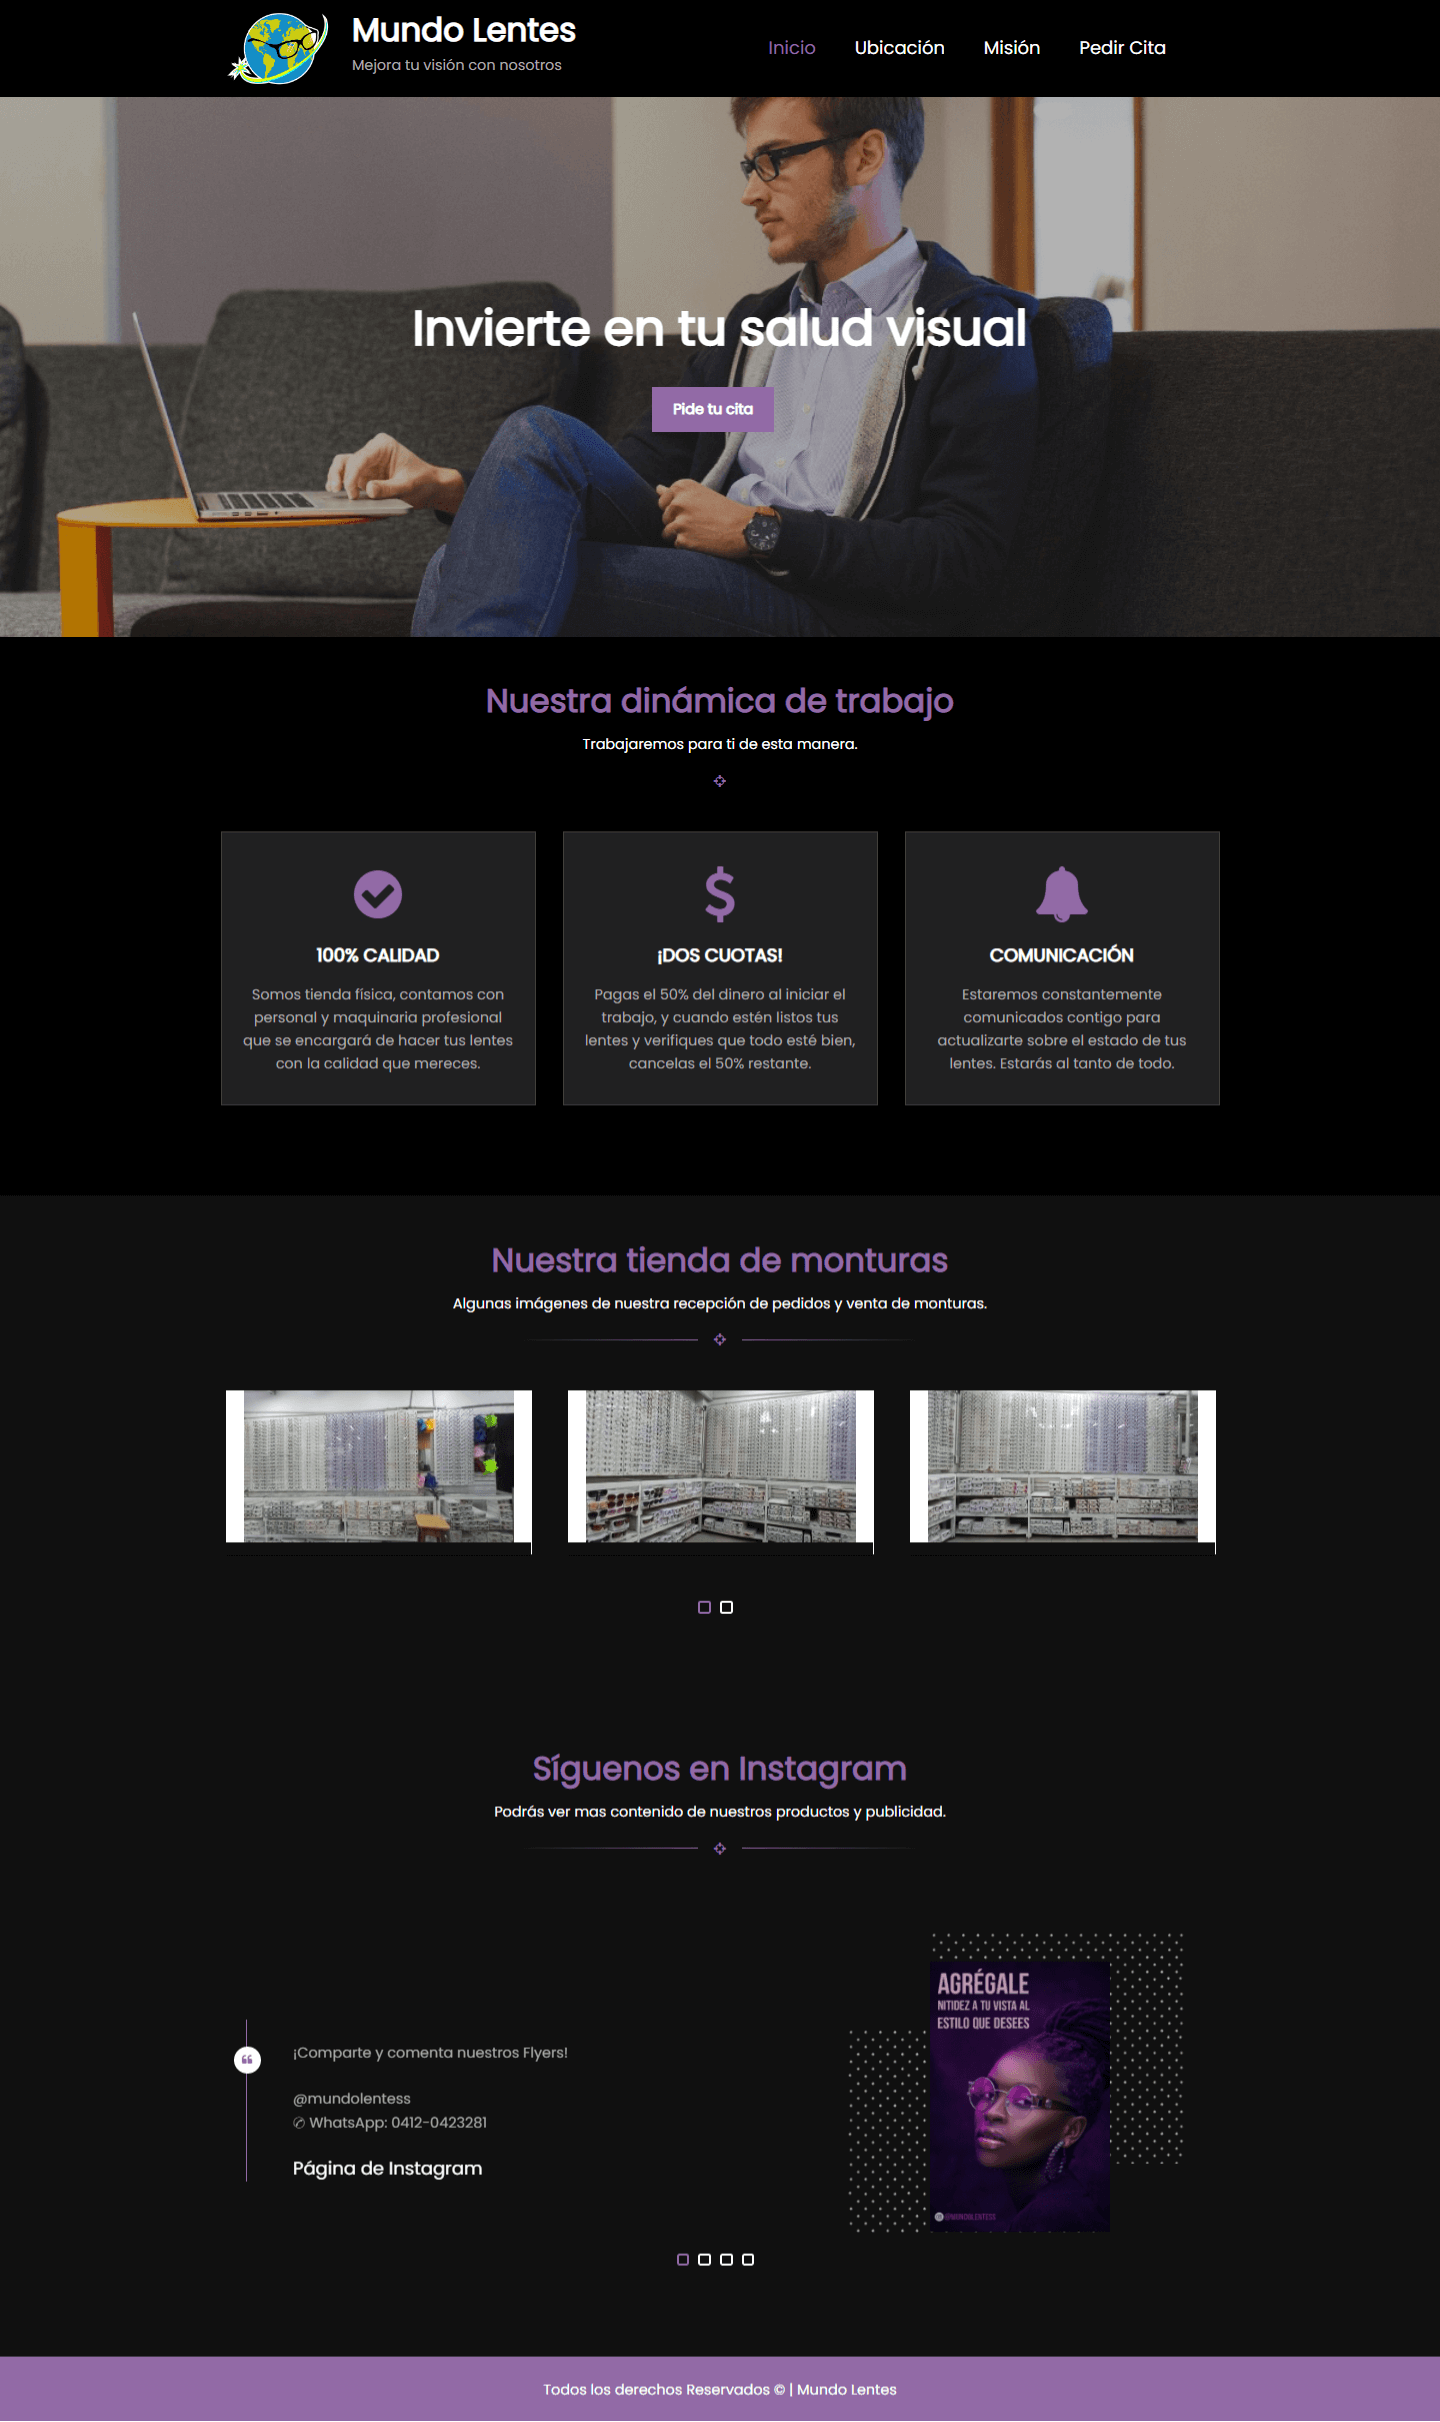 Mundo Lentes
Mejora tu visión con nosotros
Inicio
Ubicación
Misión
Pedir Cita
Invierte en tu salud visual
Pide tu cita
Nuestra dinámica de trabajo
Trabajaremos para ti de esta manera.
100% CALIDAD
Somos tienda física, contamos con
personal y maquinaria profesional
que se encargará de hacer tus lentes
con la calidad que mereces.
¡DOS CUOTAS!
Pagas el 50% del dinero al iniciar el
trabajo, y cuando estén listos tus
lentes y verifiques que todo esté bien,
cancelas el 50% restante.
COMUNICACIÓN
Estaremos constantemente
comunicados contigo para
actualizarte sobre el estado de tus
lentes. Estarás al tanto de todo.
Nuestra tienda de monturas
Algunas imágenes de nuestra recepción de pedidos y venta de monturas.
Síguenos en Instagram
Podrás ver mas contenido de nuestros productos y publicidad.
¡Comparte y comenta nuestros Flyers!
@mundolentess
✆ WhatsApp: 0412-0423281
Página de Instagram
AGRÉGALE
NITIDEZ A TU VISTA AL
ESTILO QUE DESEES
@MUNDOLENTESS
Todos los derechos Reservados © | Mundo Lentes